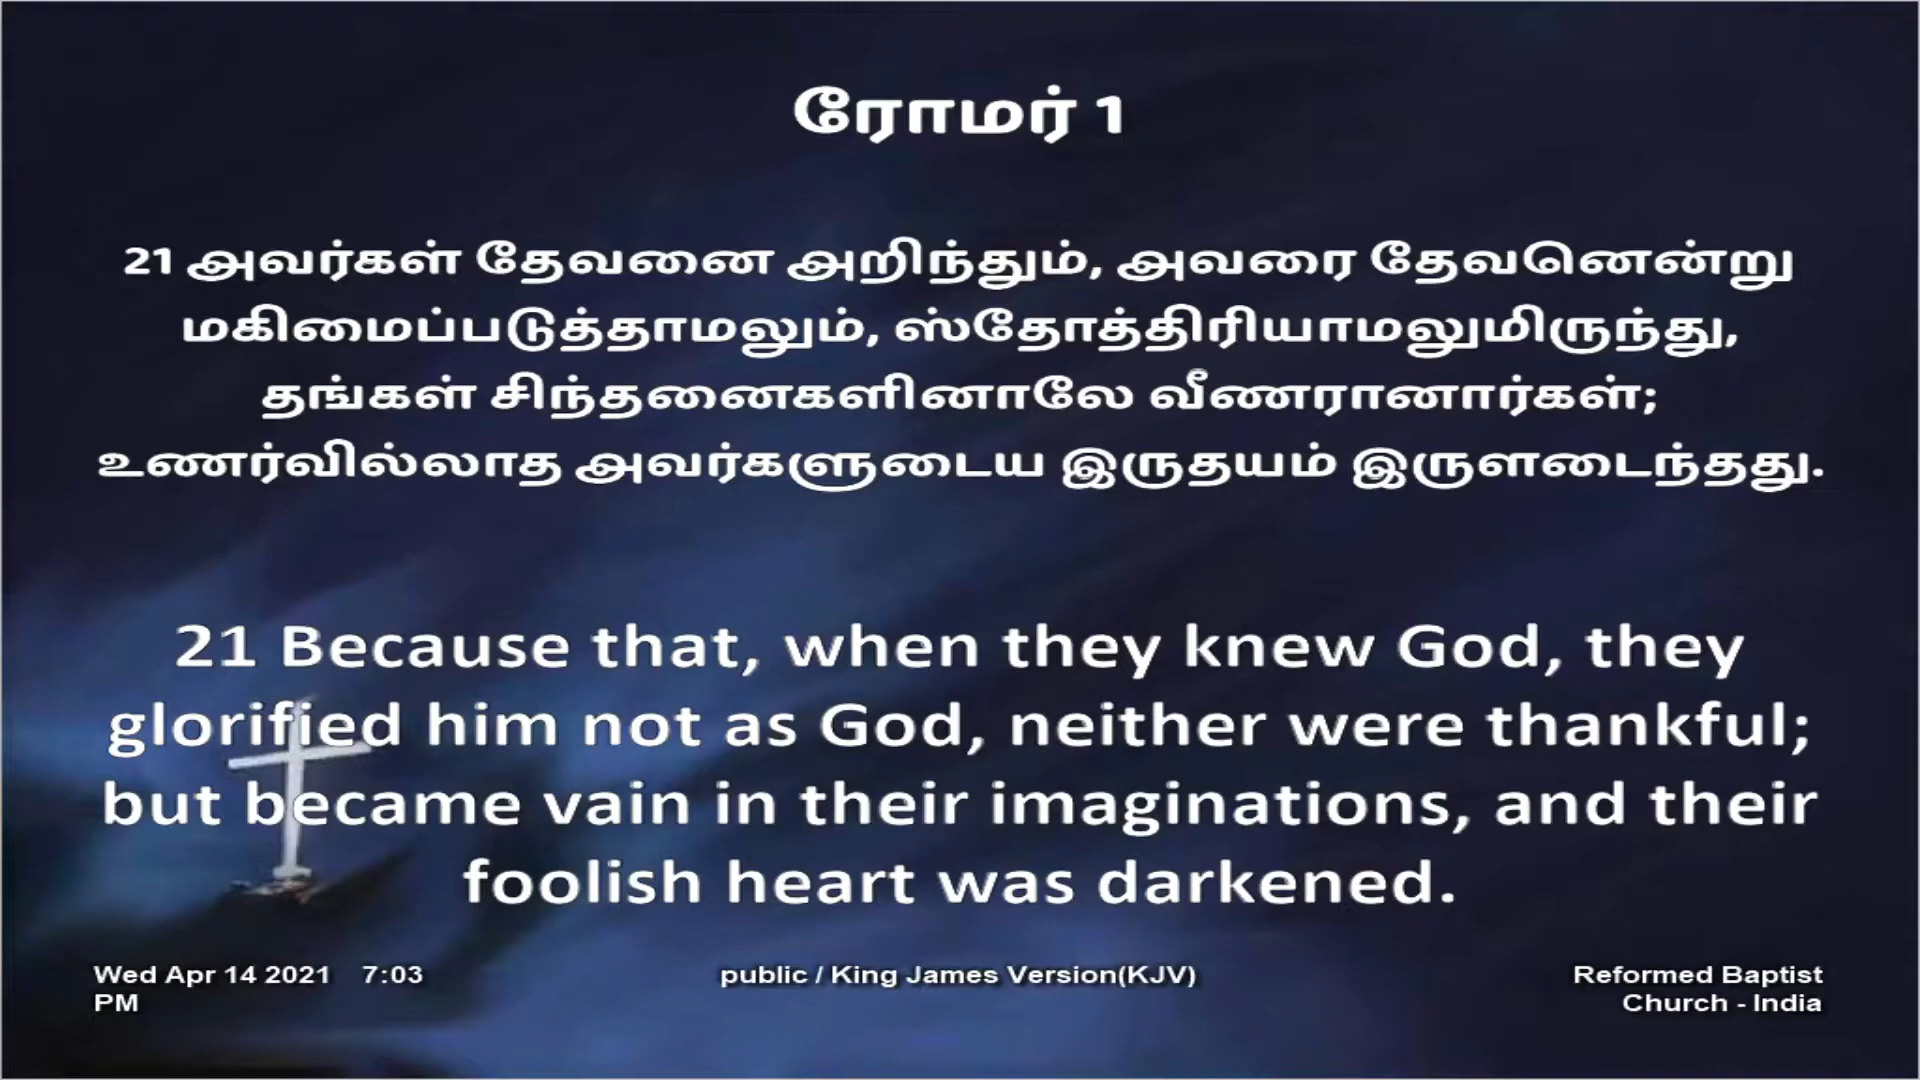 ரோமர் 1
21 அவர்கள் தேவனை அறிந்தும், அவரை தேவனென்று
மகிமைப்படுத்தாமலும், ஸ்தோத்திரியாமலுமிருந்து,
தங்கள் சிந்தனைகளினாலே வீணரானார்கள்;
உணர்வில்லாத அவர்களுடைய இருதயம் இருளடைந்தது.
21 Because that, when they knew God, they
glorified him not as God, neither were thankful;
but became vain in their imaginations, and their
foolish heart was darkened.
Wed Apr 14 2021 7:03
PM
public / King James Version(KJV)
Reformed Baptist
Church - India